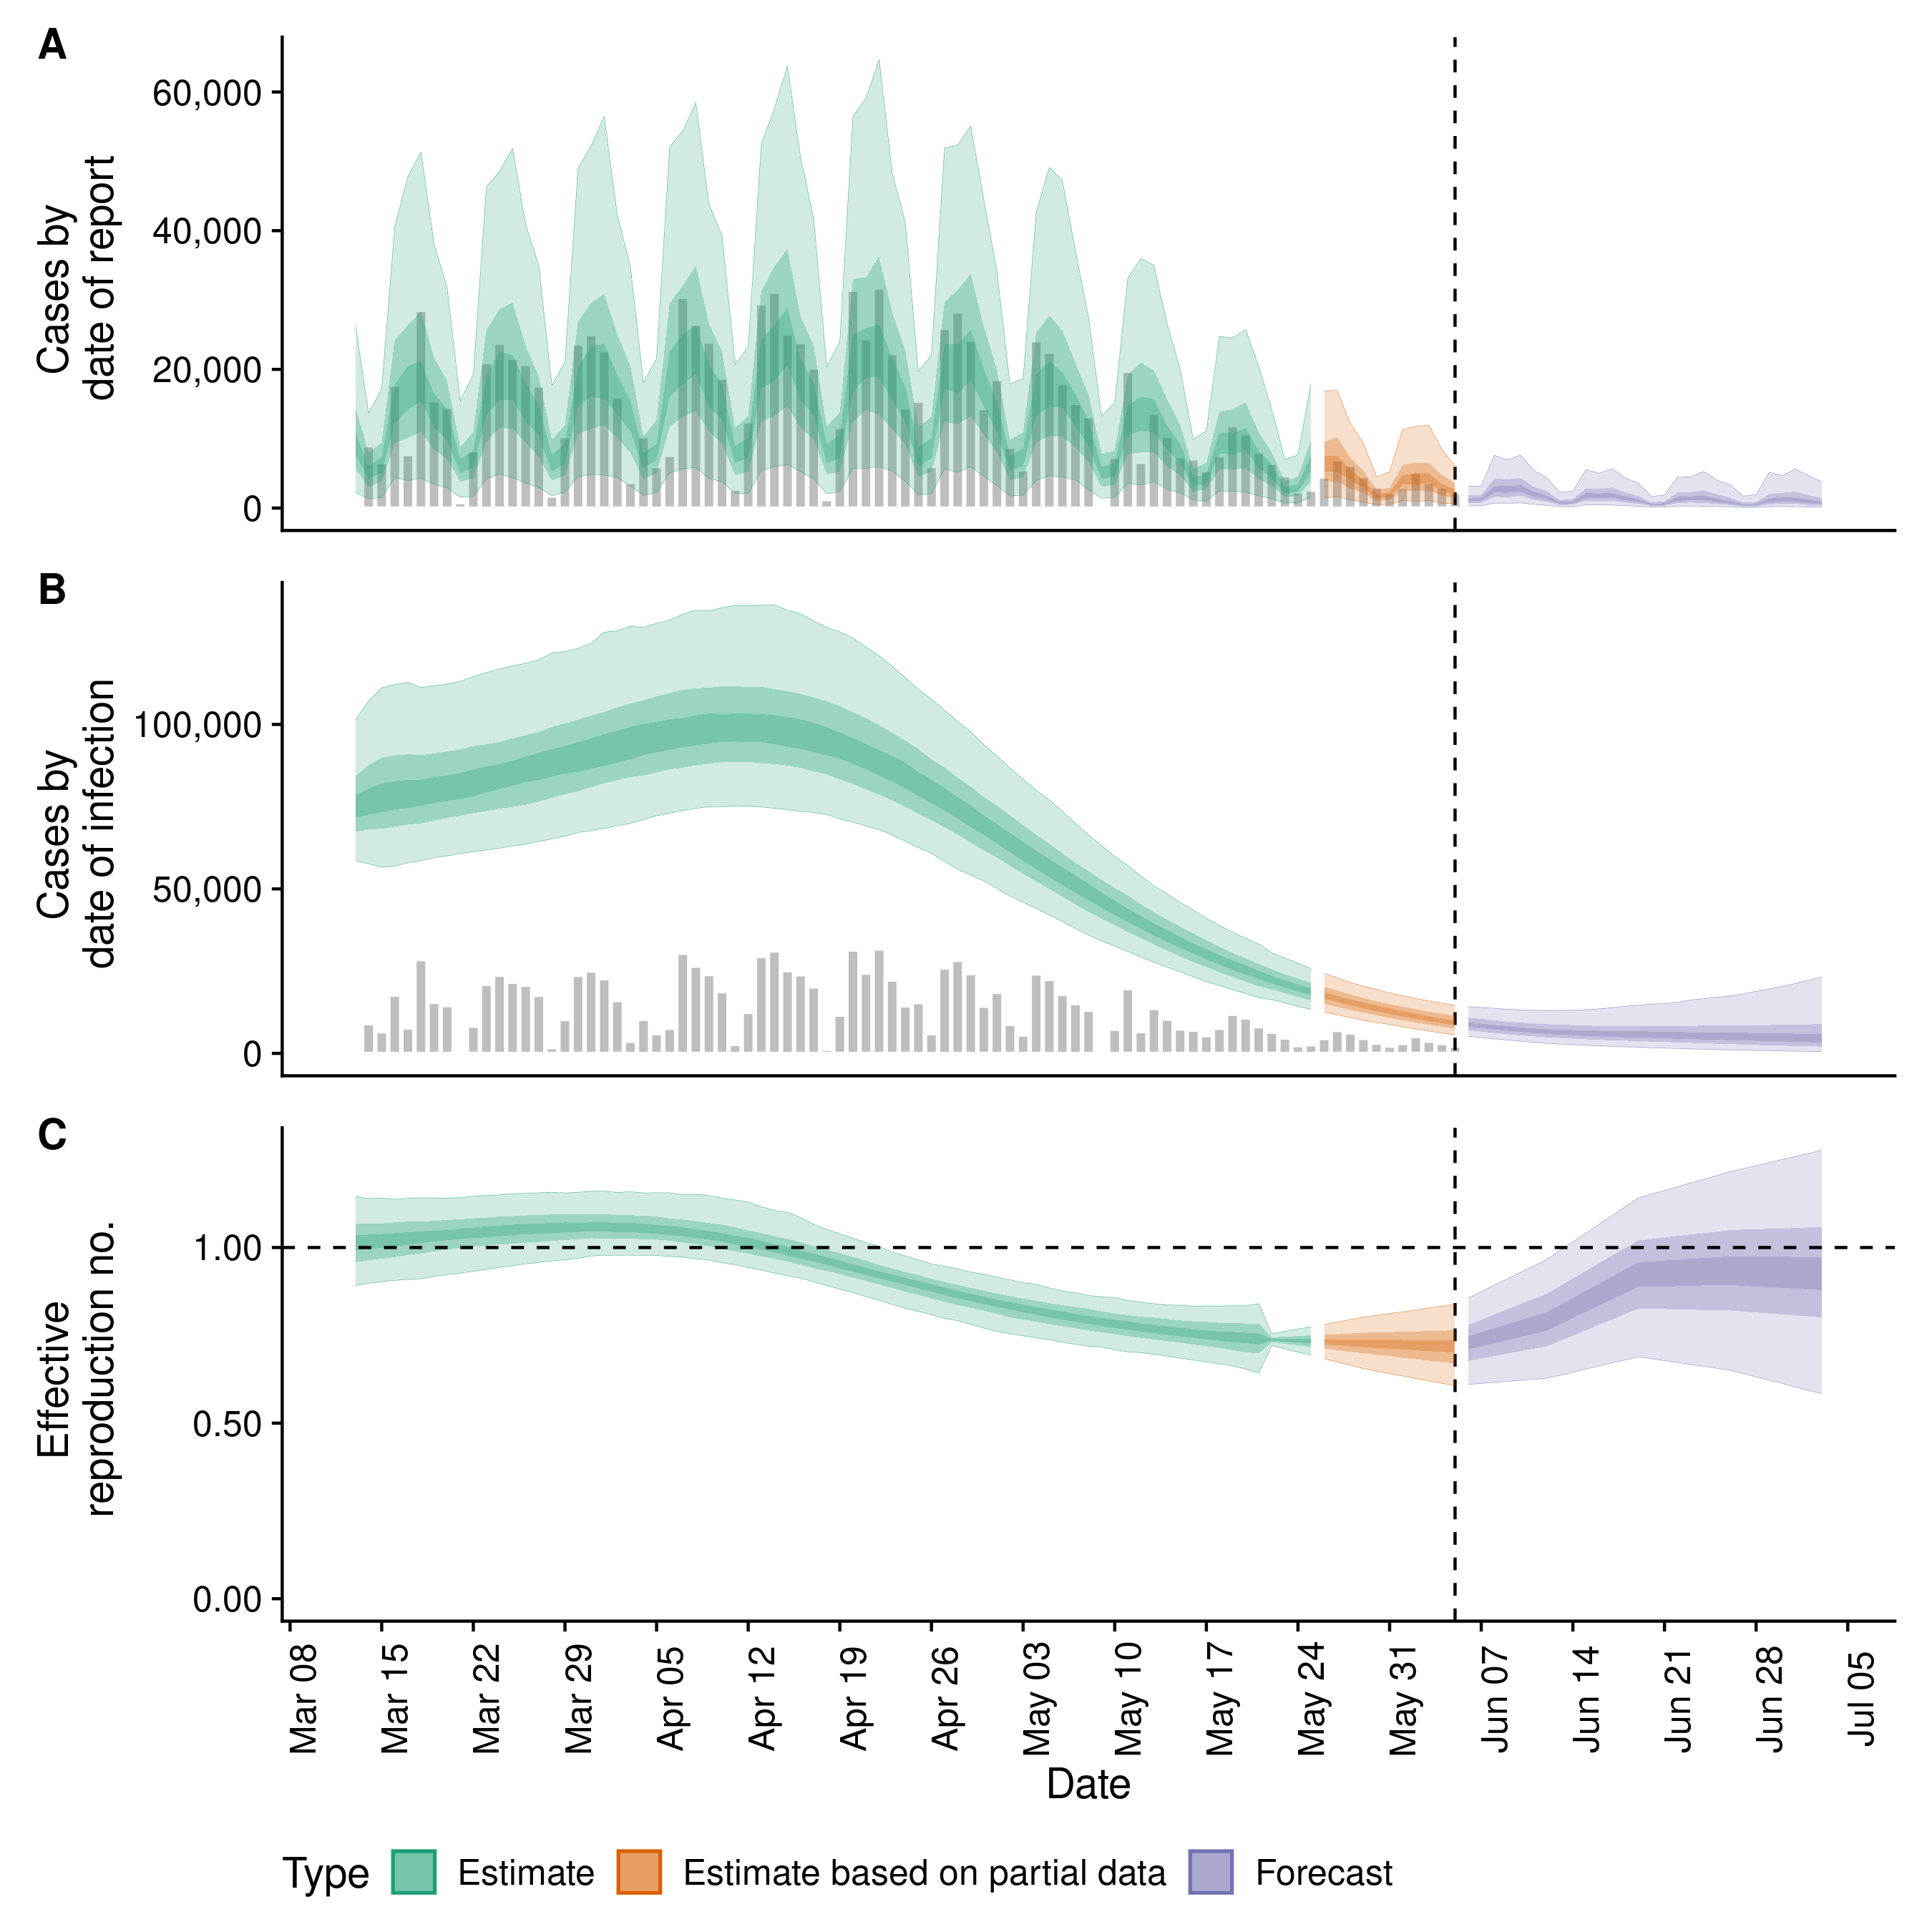 A
Cases by
date of report
60,000
40,000
20,000
0
B
Cases by
date of infection
100,000
50,000
0
C
Effective
reproduction no.
1.00
0.50
0.00
Mar 08
Mar 15
Mar 22
Mar 29
Apr 05
Apr 12
Apr 19
Apr 26
May 03
May 10
May 17
May 24
May 31
Jun 07
Jun 14
Jun 21
Jun 28
Jul 05
Date
Type Estimate Estimate based on partial data Forecast